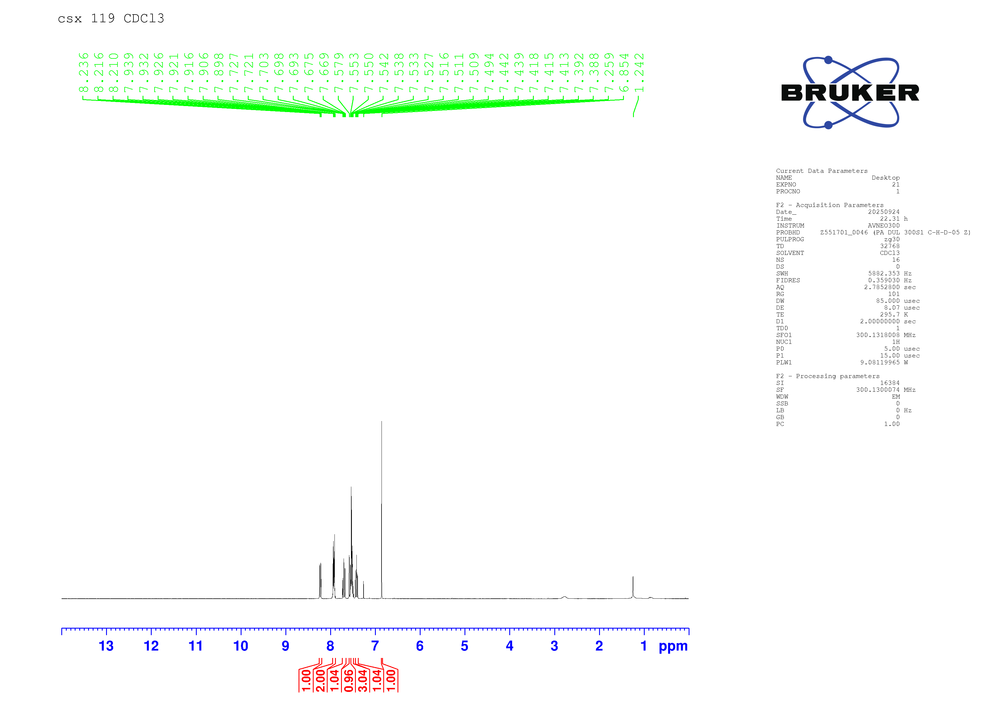 csx 119 CDCl3
8.236
8.216
8.210
7.939
7.932
7.926
7.921
7.916
7.906
7.898
7.727
7.721
7.703
7.698
7.693
7.675
7.669
7.579
7.553
7.550
7.542
7.538
7.533
7.527
7.516
7.511
7.509
7.494
7.442
7.439
7.418
7.415
7.413
7.392
7.388
7.259
6.854
1.242
BRUKER
Current Data Parameters
NAME Desktop
EXPNO 21
PROCNO 1
F2 - Acquisition Parameters
Date_ 20250924
Time 22.31 h
INSTRUM AVNEO300
PROBHD Z551701_0046 (PA DUL 300S1 C-H-D-05 Z)
PULPROG zg30
TD 32768
SOLVENT CDCl3
NS 16
DS 0
SWH 5882.353 Hz
FIDRES 0.359030 Hz
AQ 2.7852800 sec
RG 101
DW 85.000 usec
DE 8.07 usec
TE 295.7 K
D1 2.00000000 sec
TD0 1
SFO1 300.1318008 MHz
NUC1 1H
P0 5.00 usec
P1 15.00 usec
PLW1 9.08119965 W
F2 - Processing parameters
SI 16384
SF 300.1300074 MHz
WDW EM
SSB 0
LB 0 Hz
GB 0
PC 1.00
13 12 11 10 9 8 7 6 5 4 3 2 1 ppm
1.00
2.00
1.04
0.96
3.04
1.04
1.00